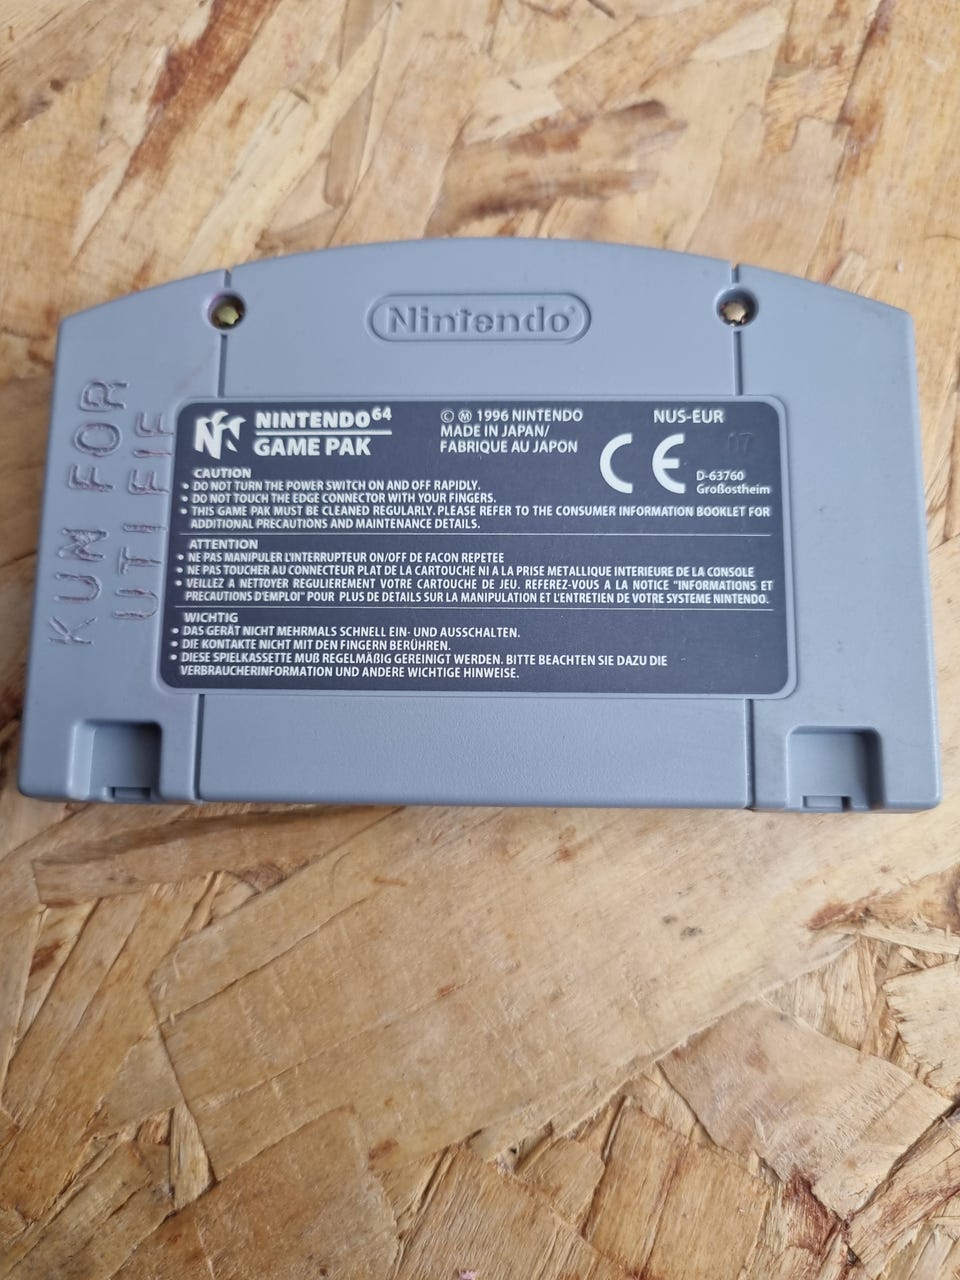 Nintendo®
NINTENDO64
GAME PAK
© Ⓜ 1996 NINTENDO
MADE IN JAPAN/
FABRIQUE AU JAPON
NUS-EUR
17
CE
D-63760
Großostheim
CAUTION
• DO NOT TURN THE POWER SWITCH ON AND OFF RAPIDLY.
• DO NOT TOUCH THE EDGE CONNECTOR WITH YOUR FINGERS.
• THIS GAME PAK MUST BE CLEANED REGULARLY. PLEASE REFER TO THE CONSUMER INFORMATION BOOKLET FOR
ADDITIONAL PRECAUTIONS AND MAINTENANCE DETAILS.
ATTENTION
• NE PAS MANIPULER L'INTERRUPTEUR ON/OFF DE FACON REPETEE
• NE PAS TOUCHER AU CONNECTEUR PLAT DE LA CARTOUCHE NI A LA PRISE METALLIQUE INTERIEURE DE LA CONSOLE
• VEILLEZ A NETTOYER REGULIEREMENT VOTRE CARTOUCHE DE JEU. REFEREZ-VOUS A LA NOTICE "INFORMATIONS ET
PRECAUTIONS D'EMPLOI" POUR PLUS DE DETAILS SUR LA MANIPULATION ET L'ENTRETIEN DE VOTRE SYSTEME NINTENDO.
WICHTIG
• DAS GERÄT NICHT MEHRMALS SCHNELL EIN- UND AUSSCHALTEN.
• DIE KONTAKTE NICHT MIT DEN FINGERN BERÜHREN.
• DIESE SPIELKASSETTE MUß REGELMÄßIG GEREINIGT WERDEN. BITTE BEACHTEN SIE DAZU DIE
VERBRAUCHERINFORMATION UND ANDERE WICHTIGE HINWEISE.
KUN FOR